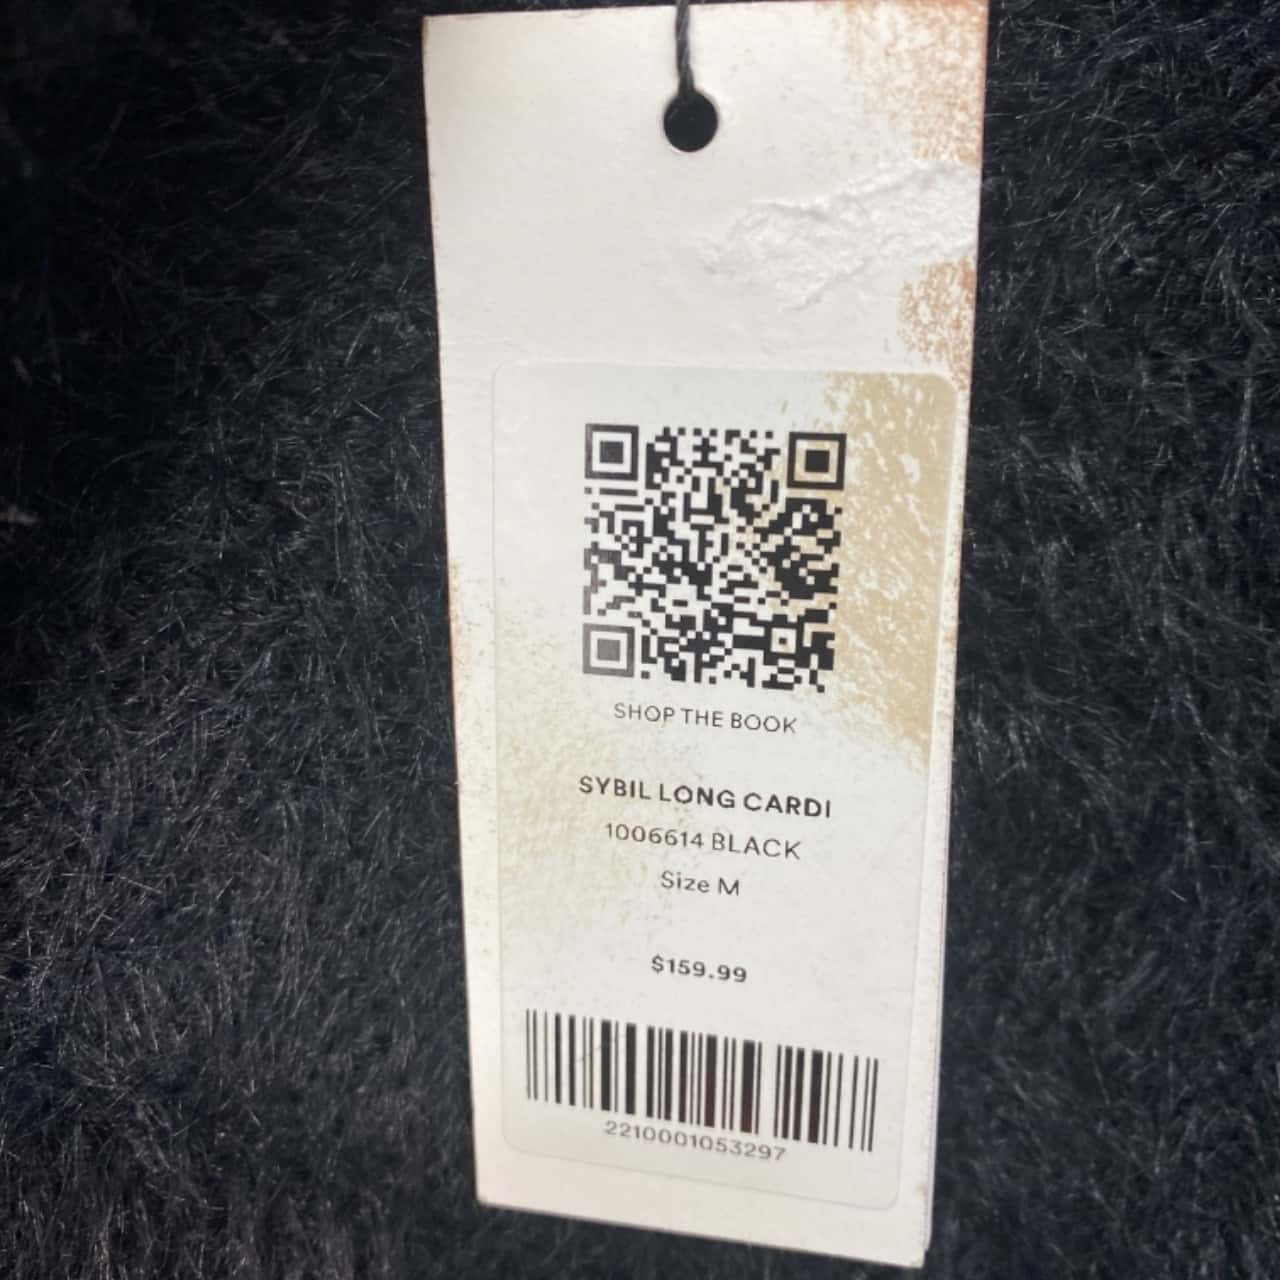 SHOP THE BOOK
SYBIL LONG CARDI
1006614 BLACK
Size M
$159.99
2210001053297